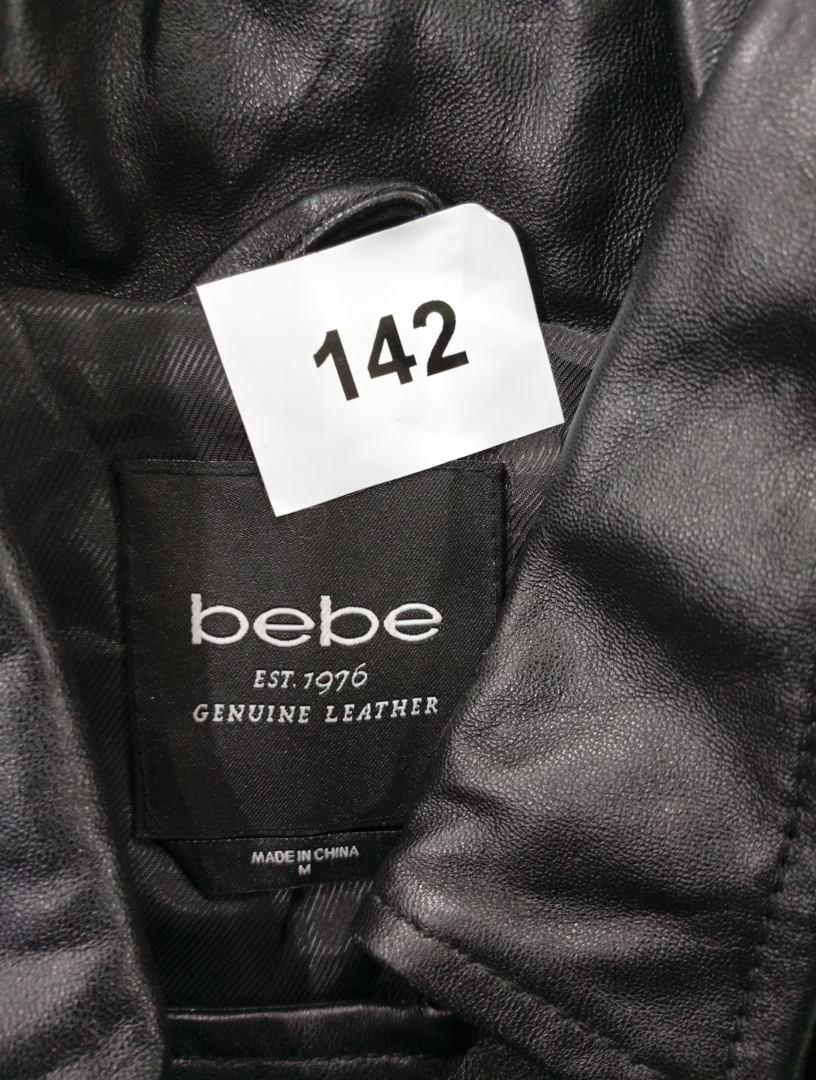 142
bebe
EST. 1976
GENUINE LEATHER
MADE IN CHINA
M